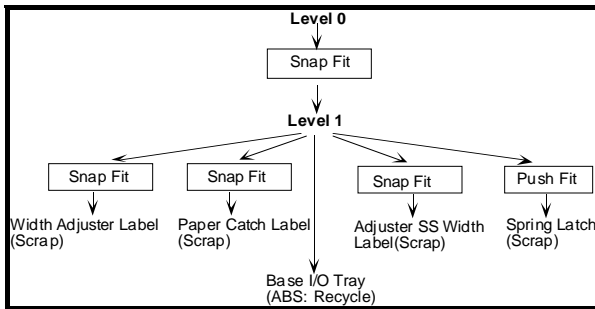 Level 0
Snap Fit
Level 1
Snap Fit
Snap Fit
Snap Fit
Push Fit
Width Adjuster Label
(Scrap)
Paper Catch Label
(Scrap)
Adjuster SS Width
Label(Scrap)
Spring Latch
(Scrap)
Base I/O Tray
(ABS: Recycle)